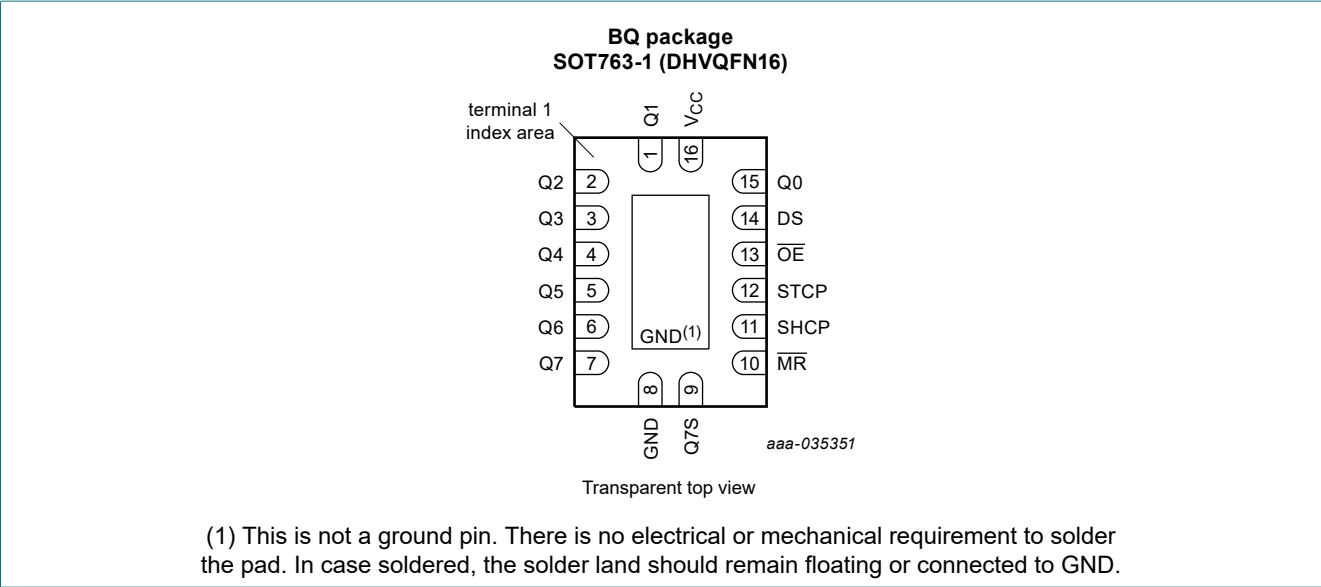 BQ package
SOT763-1 (DHVQFN16)
terminal 1
index area
Q1
VCC
1
16
Q2 2
15 Q0
Q3 3
14 DS
Q4 4
13 O̅E̅
Q5 5
12 STCP
Q6 6
11 SHCP
GND(1)
Q7 7
10 M̅R̅
8
9
GND
Q7S
aaa-035351
Transparent top view
(1) This is not a ground pin. There is no electrical or mechanical requirement to solder
the pad. In case soldered, the solder land should remain floating or connected to GND.